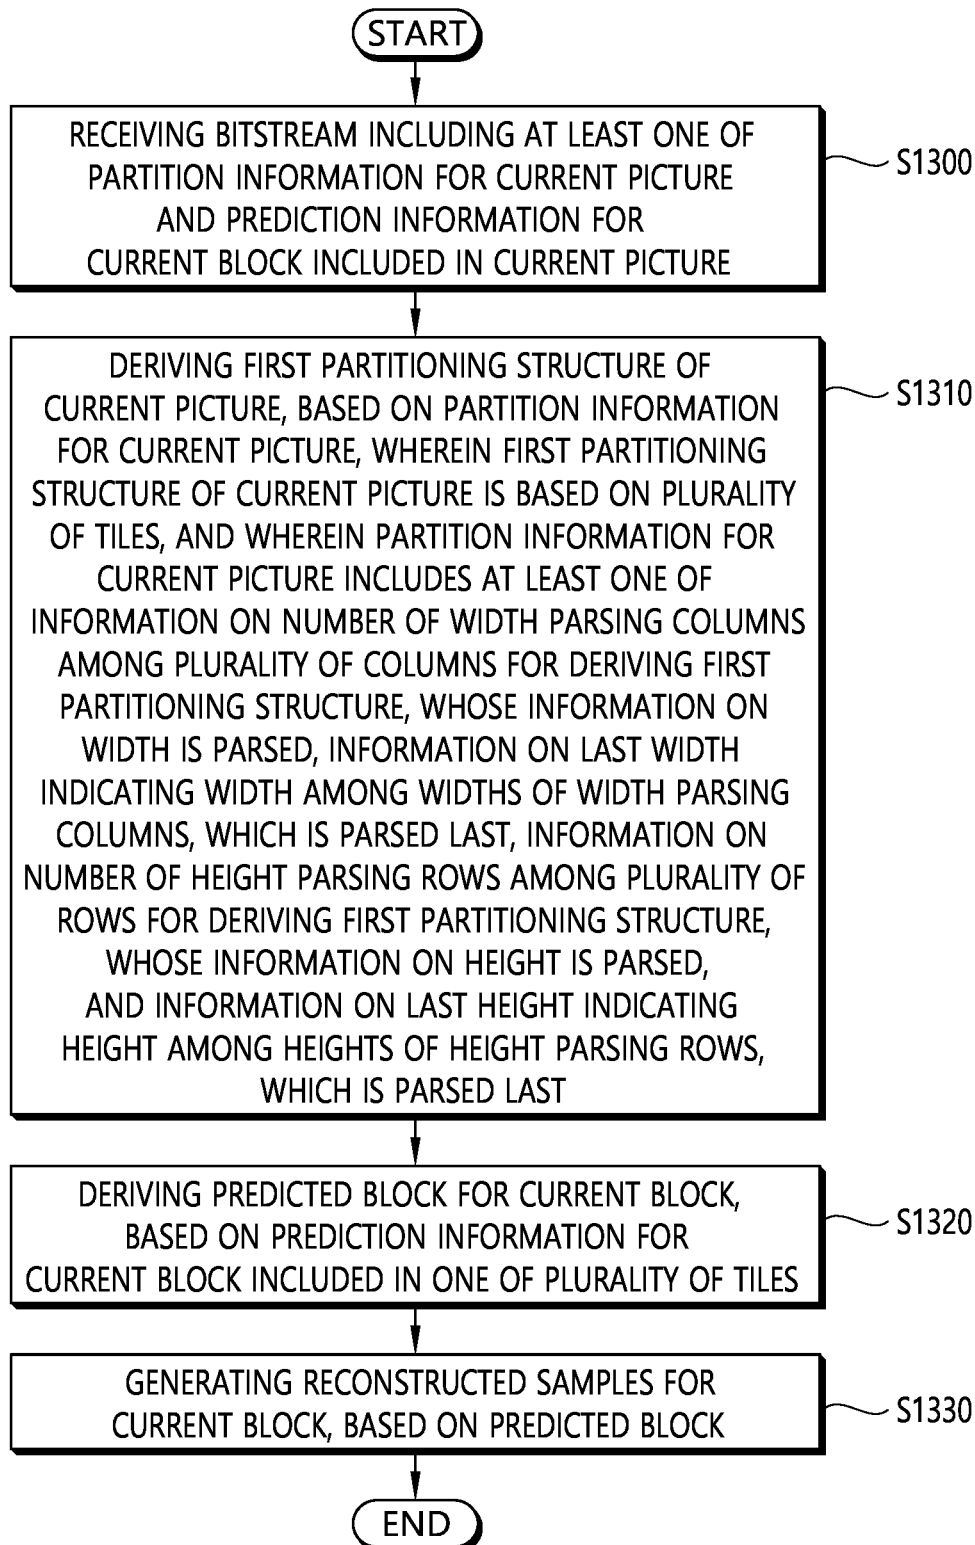 START
RECEIVING BITSTREAM INCLUDING AT LEAST ONE OF
PARTITION INFORMATION FOR CURRENT PICTURE
AND PREDICTION INFORMATION FOR
CURRENT BLOCK INCLUDED IN CURRENT PICTURE
S1300
DERIVING FIRST PARTITIONING STRUCTURE OF
CURRENT PICTURE, BASED ON PARTITION INFORMATION
FOR CURRENT PICTURE, WHEREIN FIRST PARTITIONING
STRUCTURE OF CURRENT PICTURE IS BASED ON PLURALITY
OF TILES, AND WHEREIN PARTITION INFORMATION FOR
CURRENT PICTURE INCLUDES AT LEAST ONE OF
INFORMATION ON NUMBER OF WIDTH PARSING COLUMNS
AMONG PLURALITY OF COLUMNS FOR DERIVING FIRST
PARTITIONING STRUCTURE, WHOSE INFORMATION ON
WIDTH IS PARSED, INFORMATION ON LAST WIDTH
INDICATING WIDTH AMONG WIDTHS OF WIDTH PARSING
COLUMNS, WHICH IS PARSED LAST, INFORMATION ON
NUMBER OF HEIGHT PARSING ROWS AMONG PLURALITY OF
ROWS FOR DERIVING FIRST PARTITIONING STRUCTURE,
WHOSE INFORMATION ON HEIGHT IS PARSED,
AND INFORMATION ON LAST HEIGHT INDICATING
HEIGHT AMONG HEIGHTS OF HEIGHT PARSING ROWS,
WHICH IS PARSED LAST
S1310
DERIVING PREDICTED BLOCK FOR CURRENT BLOCK,
BASED ON PREDICTION INFORMATION FOR
CURRENT BLOCK INCLUDED IN ONE OF PLURALITY OF TILES
S1320
GENERATING RECONSTRUCTED SAMPLES FOR
CURRENT BLOCK, BASED ON PREDICTED BLOCK
S1330
END